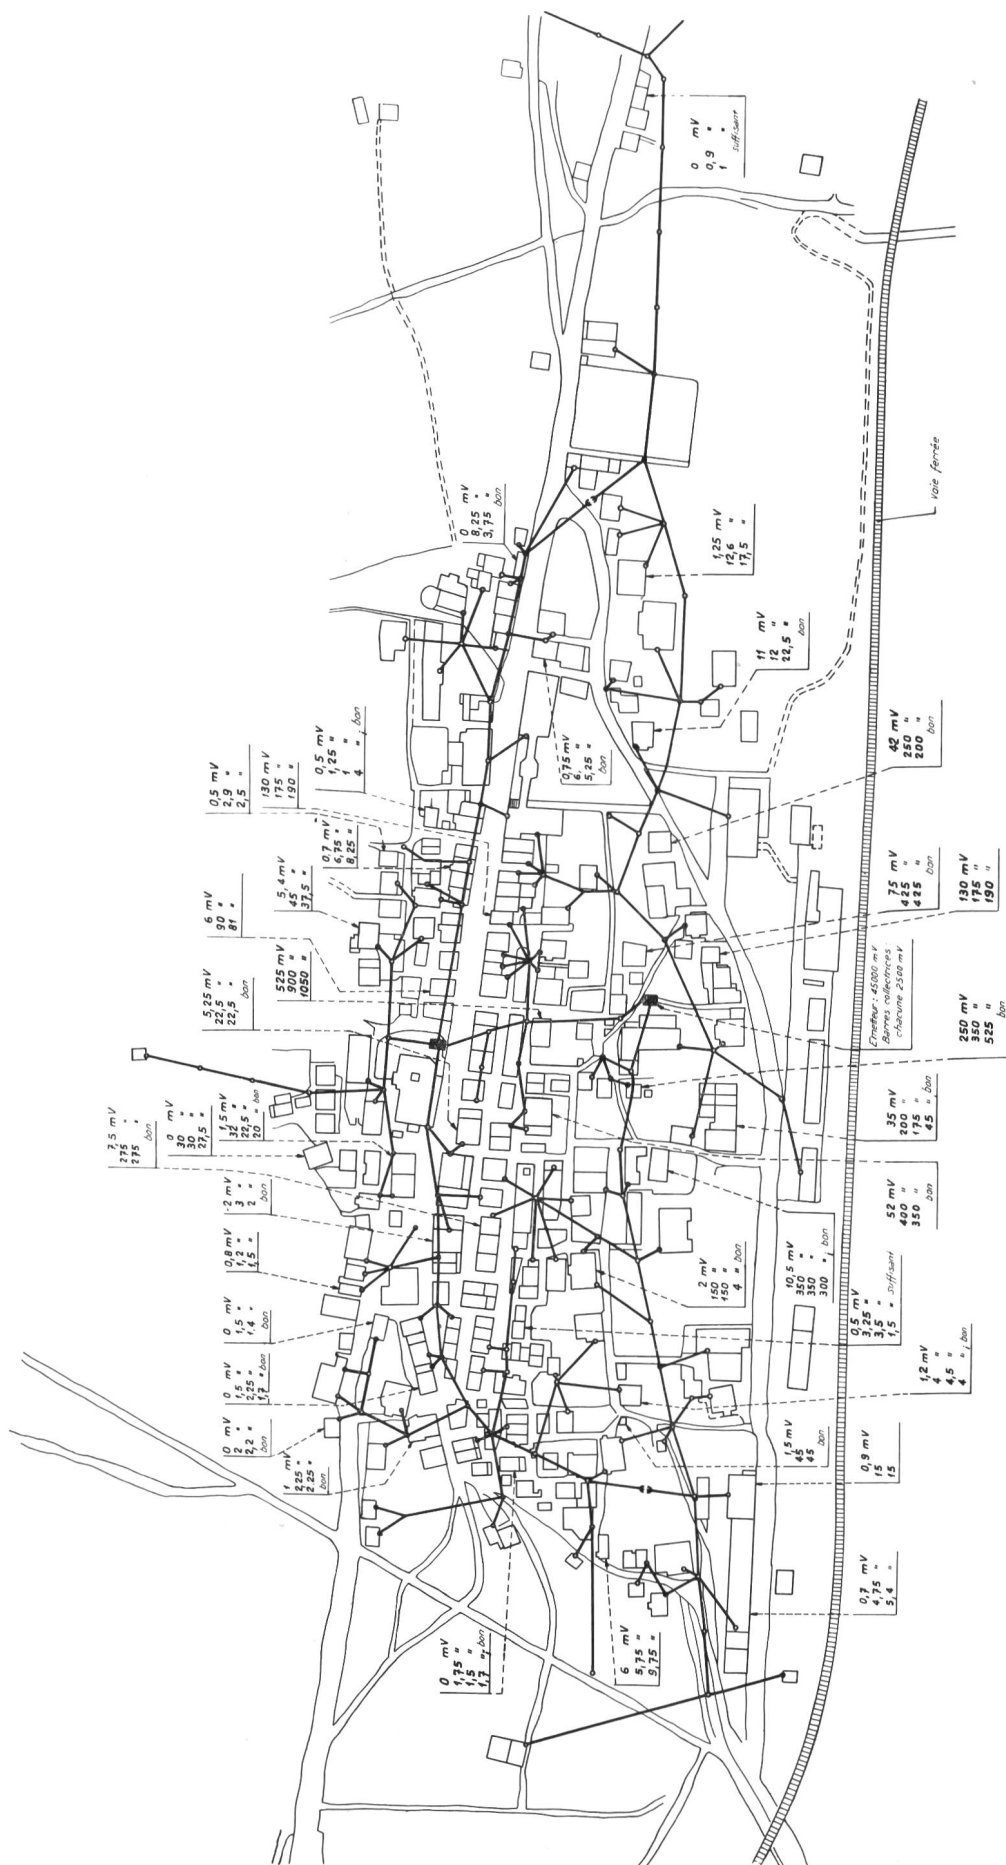 0 mV
0,9 "
1 "
suffisant
0 mV
8,25 "
3,75 "
bon
Voie ferrée
1,25 mV
12,6 "
17,5 "
11 mV
12 "
22,5 "
bon
0,75 mV
6 "
5,25 "
bon
42 mV
250 "
200 "
bon
0,5 mV
2,9 "
2,5 "
130 mV
175 "
190 "
0,5 mV
1,25 "
1 "
4 " , bon
0,7 mV
6,75 "
8,25 "
5,4 mV
45 "
37,5 "
6 mV
90 "
81 "
525 mV
900 "
1050 "
5,25 mV
22,5 "
22,5 "
bon
75 mV
425 "
425 "
bon
130 mV
175 "
190 "
Emetteur : 45000 mV
Barres collectrices :
chacune 2500 mV
250 mV
350 "
525 "
bon
7,5 mV
275 "
275 "
bon
0 mV
30 "
30 "
27,5 "
1,5 mV
32 "
22,5 "
20 " bon
35 mV
200 "
175 "
45 " bon
52 mV
400 "
350 "
bon
2 mV
3 "
2 "
bon
0,8 mV
1,2 "
1,5 "
2 mV
150 "
150 "
4 " bon
10,5 mV
350 "
350 "
300 " , bon
0 mV
1,5 "
1,4 "
bon
0,5 mV
3,25 "
3,5 "
1,5 " suffisant
0 mV
1,5 "
2,25 "
1,7 " bon
1,2 mV
4 "
4,5 "
4 " , bon
0 mV
2 "
2,2 "
bon
1 mV
2,25 "
2,25 "
bon
1,5 mV
45 "
45 "
bon
0,9 mV
15 "
15 "
0 mV
1,75 "
1,5 "
1,7 " , bon
6 mV
5,75 "
9,75 "
0,7 mV
4,75 "
5,4 "